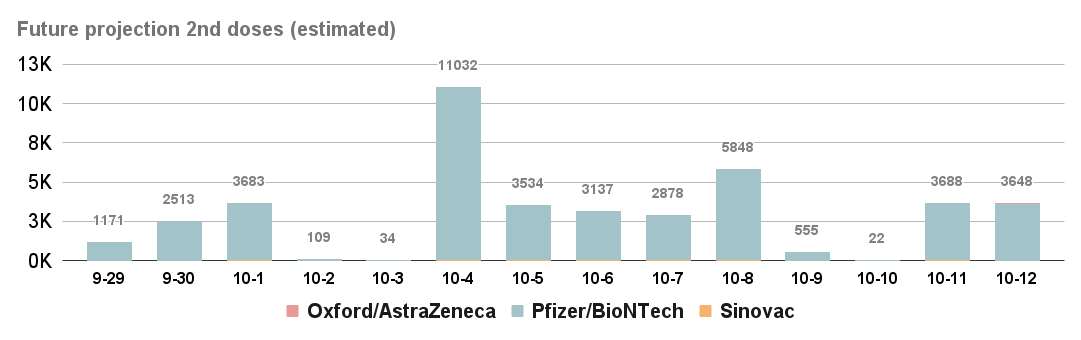 Future projection 2nd doses (estimated)
13K
11032
10K
8K
5848
5K
3683
3688
3648
3534
3137
2878
2513
3K
1171
555
109
34
22
0K
9-29 9-30 10-1 10-2 10-3 10-4 10-5 10-6 10-7 10-8 10-9 10-10 10-11 10-12
Oxford/AstraZeneca Pfizer/BioNTech Sinovac